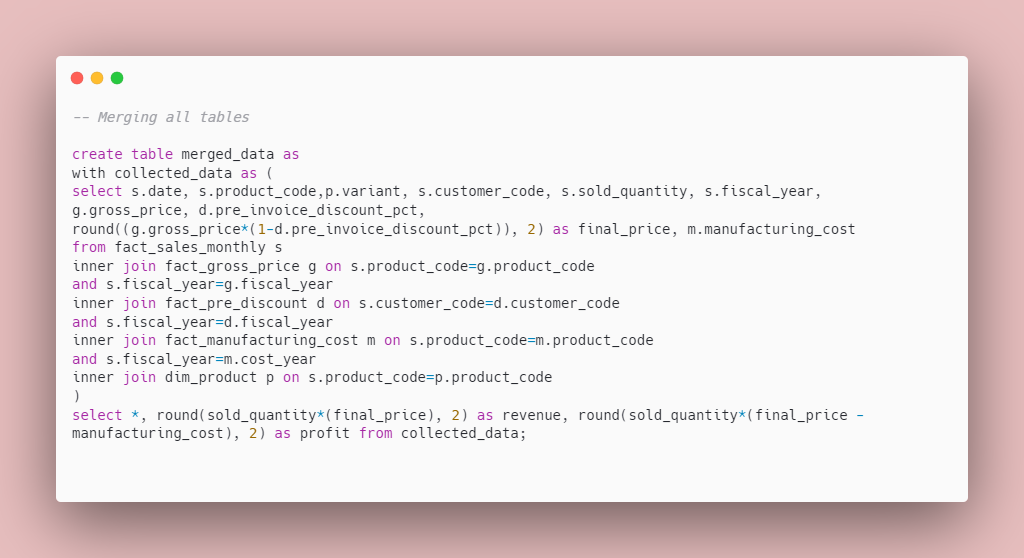 -- Merging all tables
create table merged_data as
with collected_data as (
select s.date, s.product_code,p.variant, s.customer_code, s.sold_quantity, s.fiscal_year,
g.gross_price, d.pre_invoice_discount_pct,
round((g.gross_price*(1-d.pre_invoice_discount_pct)), 2) as final_price, m.manufacturing_cost
from fact_sales_monthly s
inner join fact_gross_price g on s.product_code=g.product_code
and s.fiscal_year=g.fiscal_year
inner join fact_pre_discount d on s.customer_code=d.customer_code
and s.fiscal_year=d.fiscal_year
inner join fact_manufacturing_cost m on s.product_code=m.product_code
and s.fiscal_year=m.cost_year
inner join dim_product p on s.product_code=p.product_code
)
select *, round(sold_quantity*(final_price), 2) as revenue, round(sold_quantity*(final_price -
manufacturing_cost), 2) as profit from collected_data;